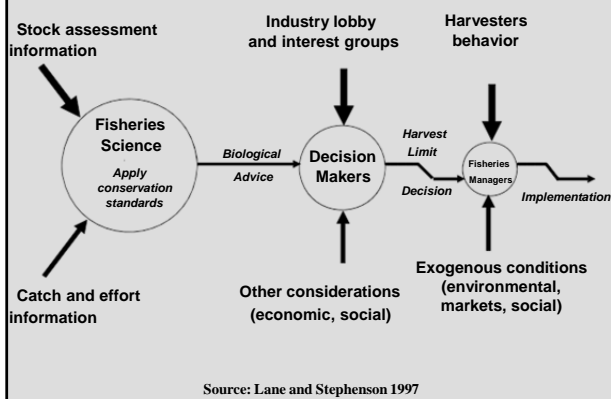 Stock assessment
information
Industry lobby
and interest groups
Harvesters
behavior
Fisheries
Science
Apply
conservation
standards
Biological
Advice
Decision
Makers
Harvest
Limit
Decision
Fisheries
Managers
Implementation
Catch and effort
information
Other considerations
(economic, social)
Exogenous conditions
(environmental,
markets, social)
Source: Lane and Stephenson 1997